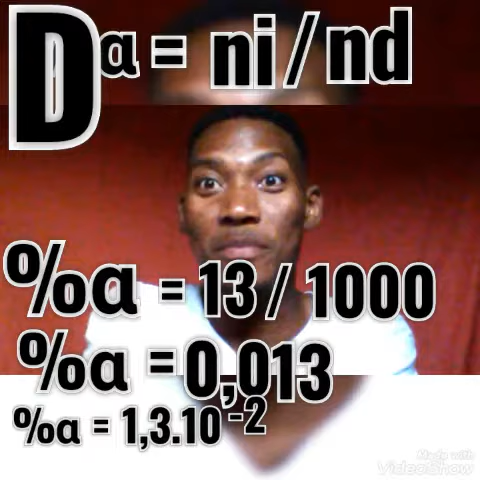 Dα = ni / nd
%α = 13 / 1000
%α = 0,013
%α = 1,3.10⁻²
Made with
VideoShow